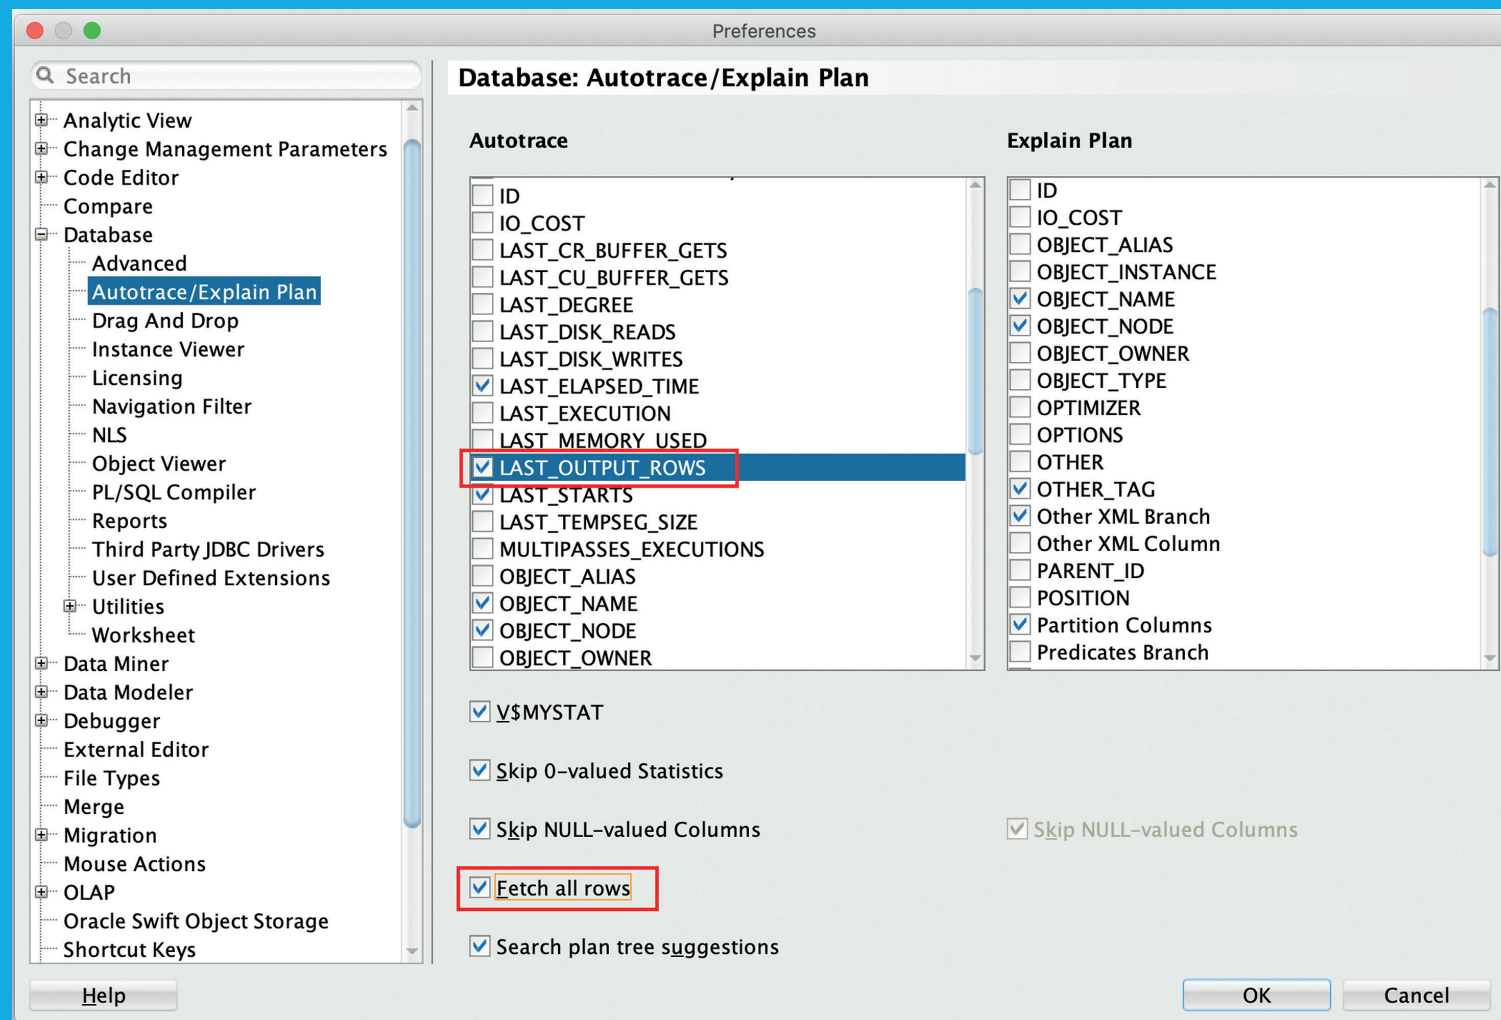 Preferences
Search
Database: Autotrace/Explain Plan
Analytic View
Change Management Parameters
Code Editor
Compare
Database
Advanced
Autotrace/Explain Plan
Drag And Drop
Instance Viewer
Licensing
Navigation Filter
NLS
Object Viewer
PL/SQL Compiler
Reports
Third Party JDBC Drivers
User Defined Extensions
Utilities
Worksheet
Data Miner
Data Modeler
Debugger
External Editor
File Types
Merge
Migration
Mouse Actions
OLAP
Oracle Swift Object Storage
Shortcut Keys
Autotrace
ID
IO_COST
LAST_CR_BUFFER_GETS
LAST_CU_BUFFER_GETS
LAST_DEGREE
LAST_DISK_READS
LAST_DISK_WRITES
LAST_ELAPSED_TIME
LAST_EXECUTION
LAST_MEMORY_USED
LAST_OUTPUT_ROWS
LAST_STARTS
LAST_TEMPSEG_SIZE
MULTIPASSES_EXECUTIONS
OBJECT_ALIAS
OBJECT_NAME
OBJECT_NODE
OBJECT_OWNER
Explain Plan
ID
IO_COST
OBJECT_ALIAS
OBJECT_INSTANCE
OBJECT_NAME
OBJECT_NODE
OBJECT_OWNER
OBJECT_TYPE
OPTIMIZER
OPTIONS
OTHER
OTHER_TAG
Other XML Branch
Other XML Column
PARENT_ID
POSITION
Partition Columns
Predicates Branch
V$MYSTAT
Skip 0-valued Statistics
Skip NULL-valued Columns
Skip NULL-valued Columns
Fetch all rows
Search plan tree suggestions
Help
OK
Cancel